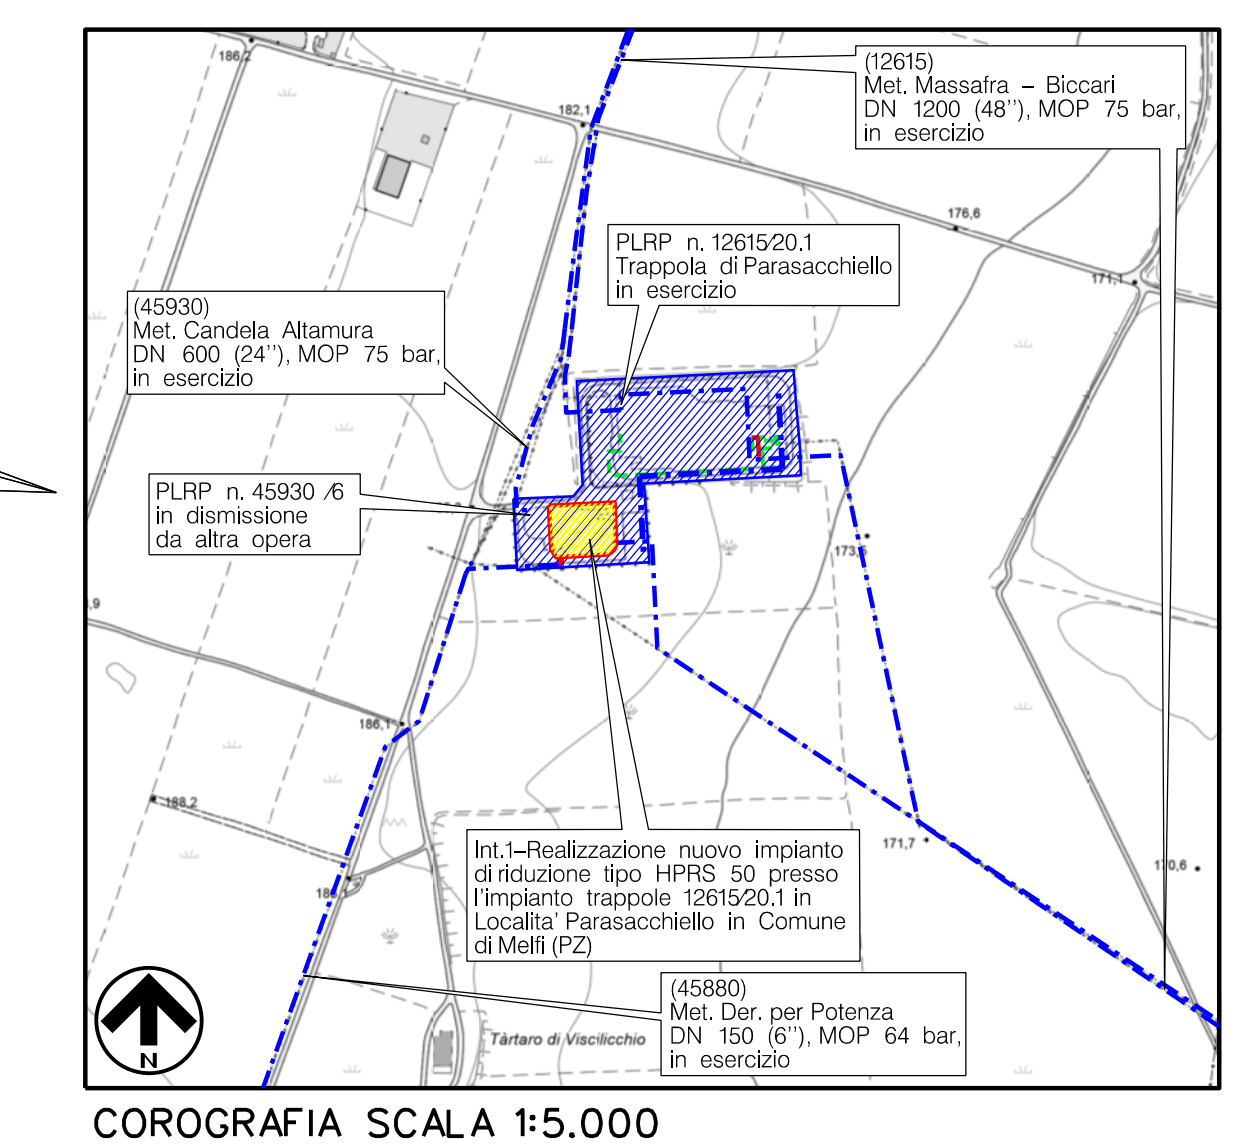 186,2
(12615)
Met. Massafra – Biccari
DN 1200 (48''), MOP 75 bar,
in esercizio
182,1
176,6
PLRP n. 12615/20.1
Trappola di Parasacchiello
in esercizio
171,1
(45930)
Met. Candela Altamura
DN 600 (24''), MOP 75 bar,
in esercizio
PLRP n. 45930 /6
in dismissione
da altra opera
173,5
,9
186,1
188,2
171,7
170,6
Int.1–Realizzazione nuovo impianto
di riduzione tipo HPRS 50 presso
l'impianto trappole 12615/20.1 in
Localita' Parasacchiello in Comune
di Melfi (PZ)
(45880)
Met. Der. per Potenza
DN 150 (6''), MOP 64 bar,
in esercizio
Tàrtaro di Viscilicchio
N
COROGRAFIA SCALA 1:5.000